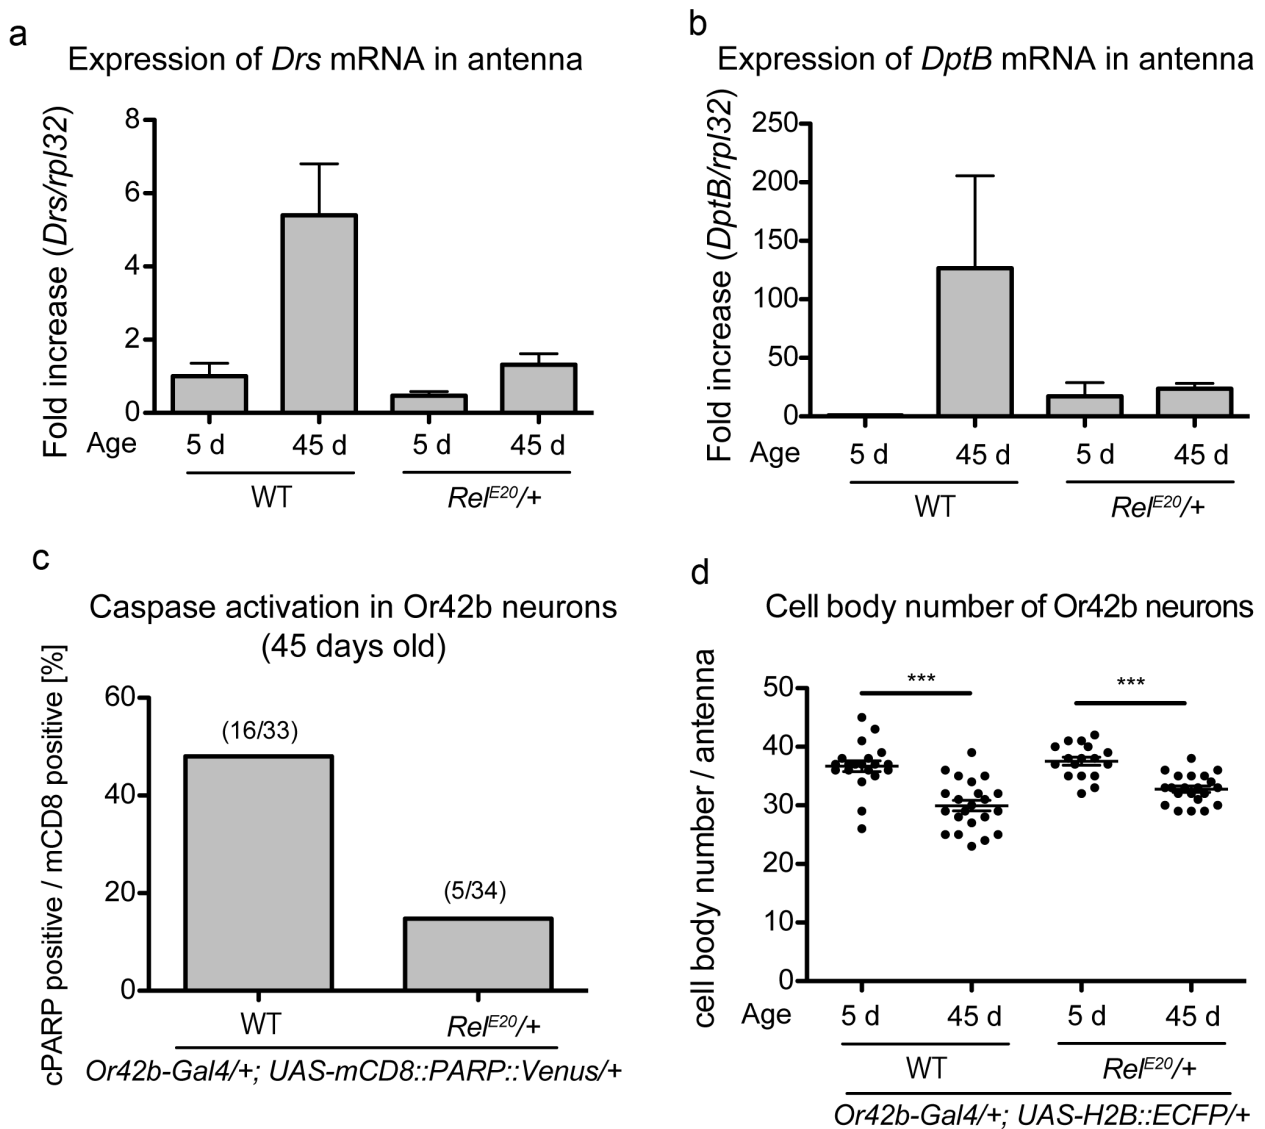 a
Expression of Drs mRNA in antenna
Fold increase (Drs/rpl32)
8
6
4
2
0
Age 5 d 45 d 5 d 45 d
WT RelE20/+
b
Expression of DptB mRNA in antenna
Fold increase (DptB/rpl32)
250
200
150
100
50
0
Age 5 d 45 d 5 d 45 d
WT RelE20/+
c
Caspase activation in Or42b neurons
(45 days old)
cPARP positive / mCD8 positive [%]
60
40
20
0
(16/33)
(5/34)
WT RelE20/+
Or42b-Gal4/+; UAS-mCD8::PARP::Venus/+
d
Cell body number of Or42b neurons
cell body number / antenna
50
40
30
20
10
0
*** ***
Age 5 d 45 d 5 d 45 d
WT RelE20/+
Or42b-Gal4/+; UAS-H2B::ECFP/+